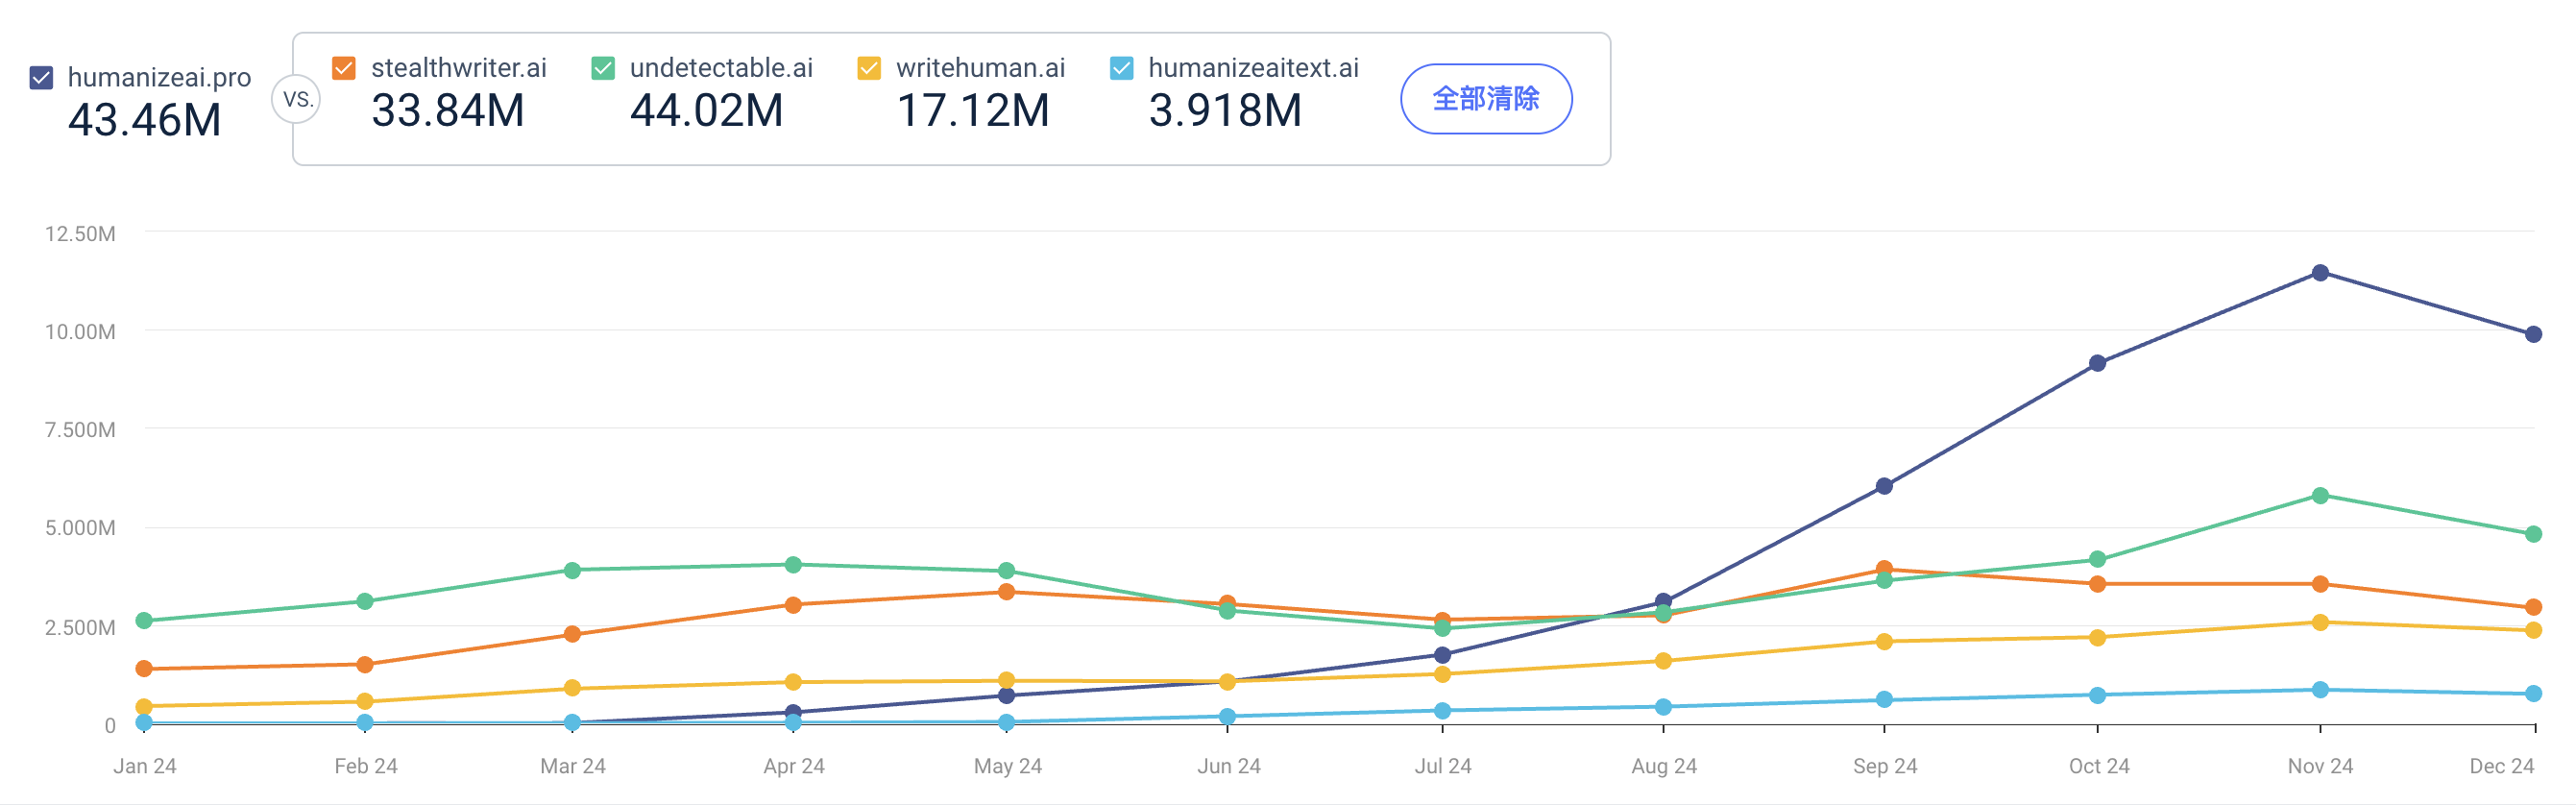 humanizeai.pro
43.46M
VS.
stealthwriter.ai
33.84M
undetectable.ai
44.02M
writehuman.ai
17.12M
humanizeaitext.ai
3.918M
全部清除
12.50M
10.00M
7.500M
5.000M
2.500M
0
Jan 24 Feb 24 Mar 24 Apr 24 May 24 Jun 24 Jul 24 Aug 24 Sep 24 Oct 24 Nov 24 Dec 24